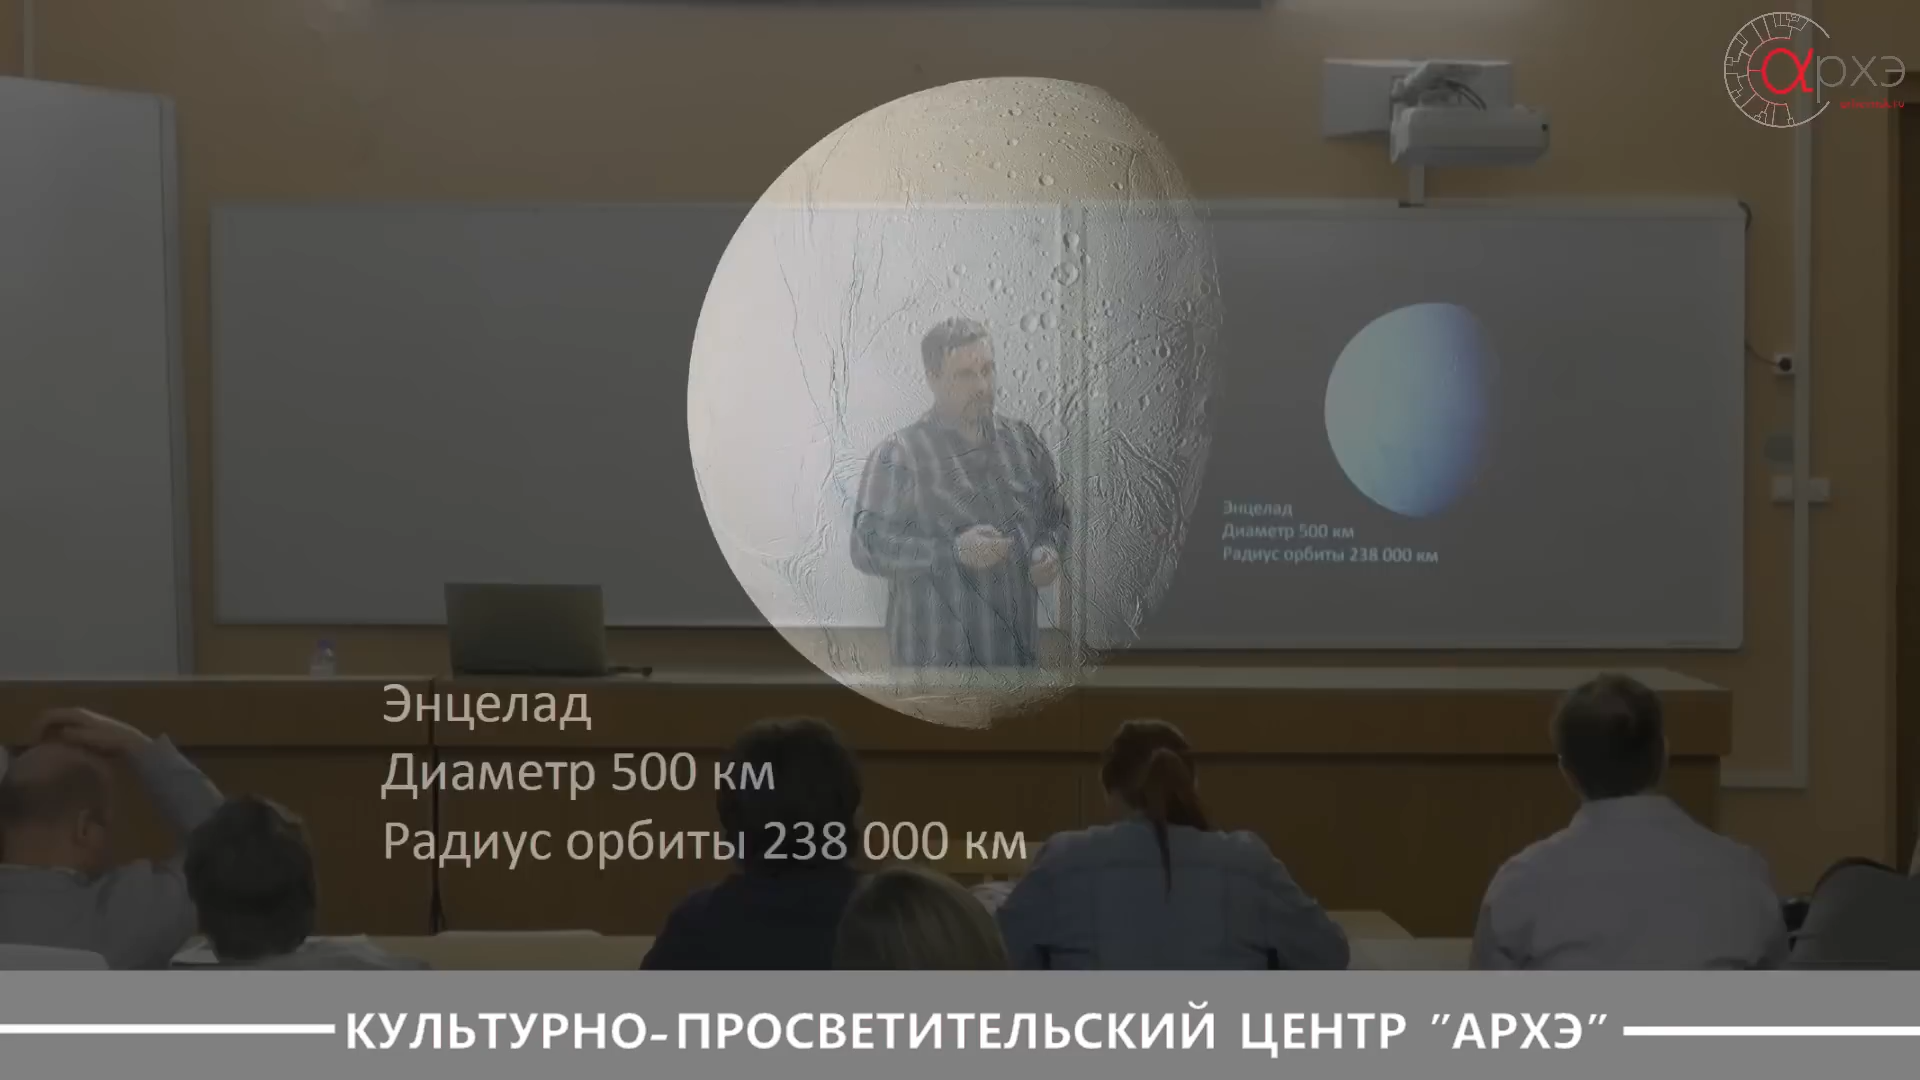 αрхэ
Энцелад
Диаметр 500 км
Радиус орбиты 238 000 км
Энцелад
Диаметр 500 км
Радиус орбиты 238 000 км
КУЛЬТУРНО-ПРОСВЕТИТЕЛЬСКИЙ ЦЕНТР "АРХЭ"